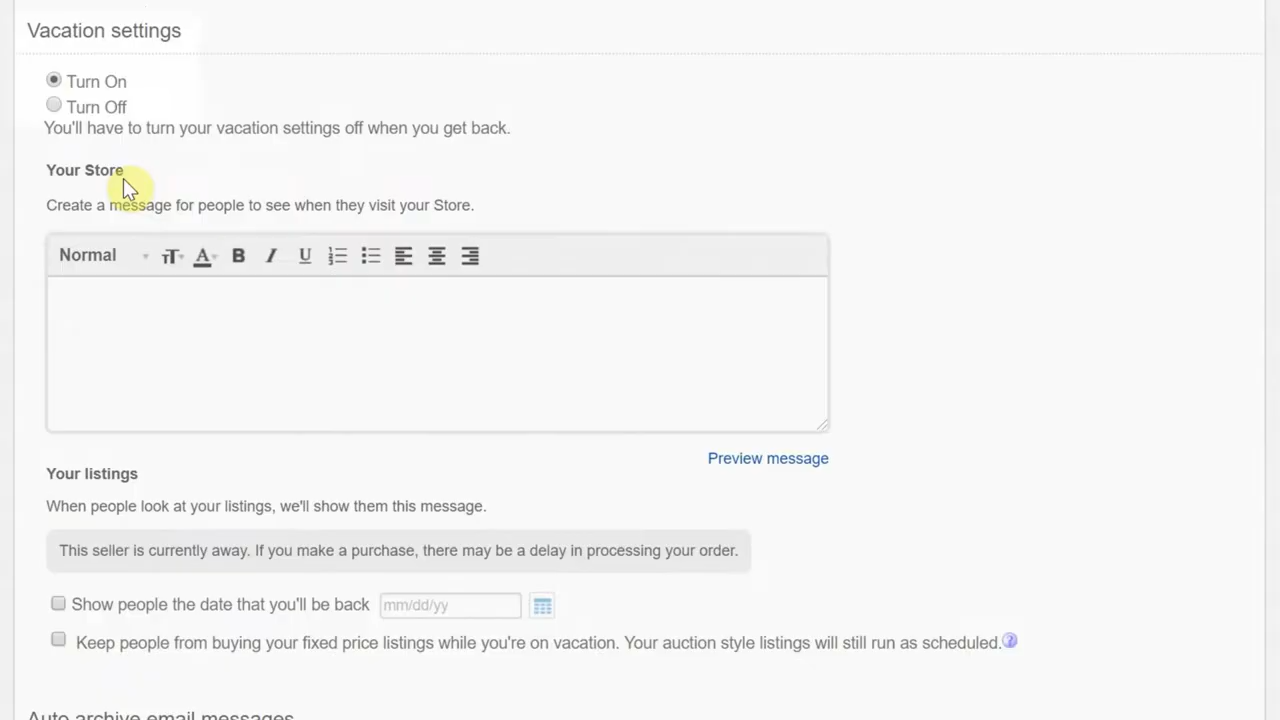 Vacation settings
Turn On
Turn Off
You'll have to turn your vacation settings off when you get back.
Your Store
Create a message for people to see when they visit your Store.
Normal
Preview message
Your listings
When people look at your listings, we'll show them this message.
This seller is currently away. If you make a purchase, there may be a delay in processing your order.
Show people the date that you'll be back mm/dd/yy
Keep people from buying your fixed price listings while you're on vacation. Your auction style listings will still run as scheduled.
Auto archive email messages